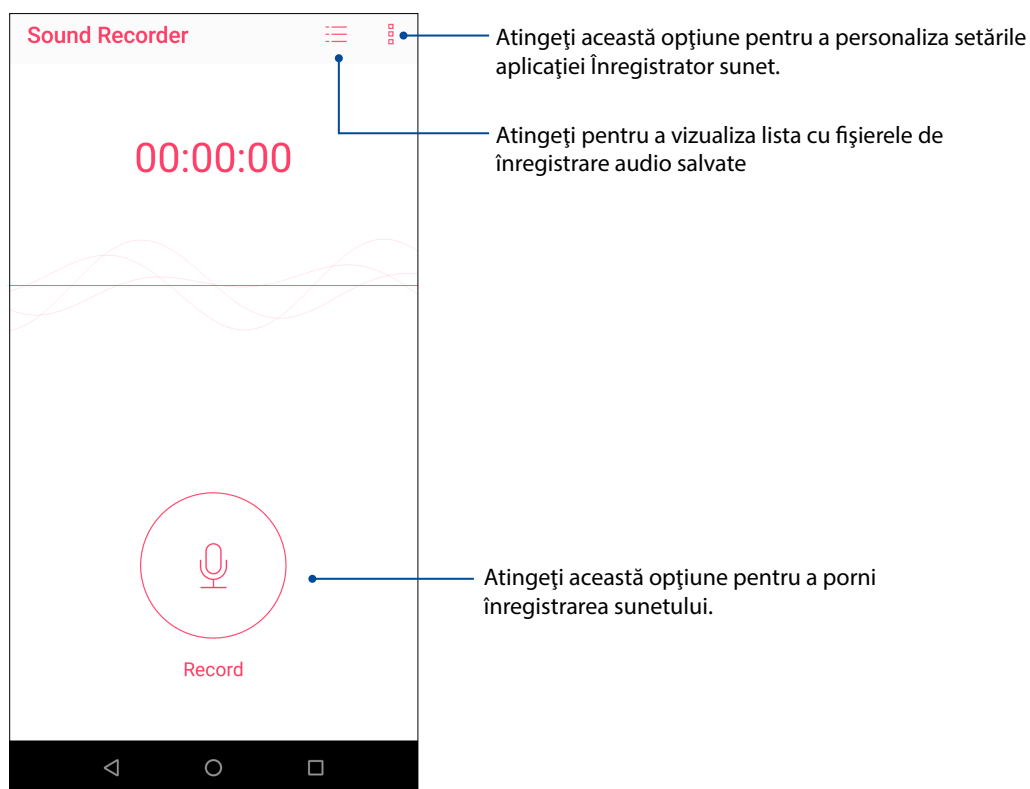 Sound Recorder
Atingeţi această opţiune pentru a personaliza setările
aplicaţiei Înregistrator sunet.
Atingeţi pentru a vizualiza lista cu fişierele de
înregistrare audio salvate
00:00:00
Atingeţi această opţiune pentru a porni
înregistrarea sunetului.
Record